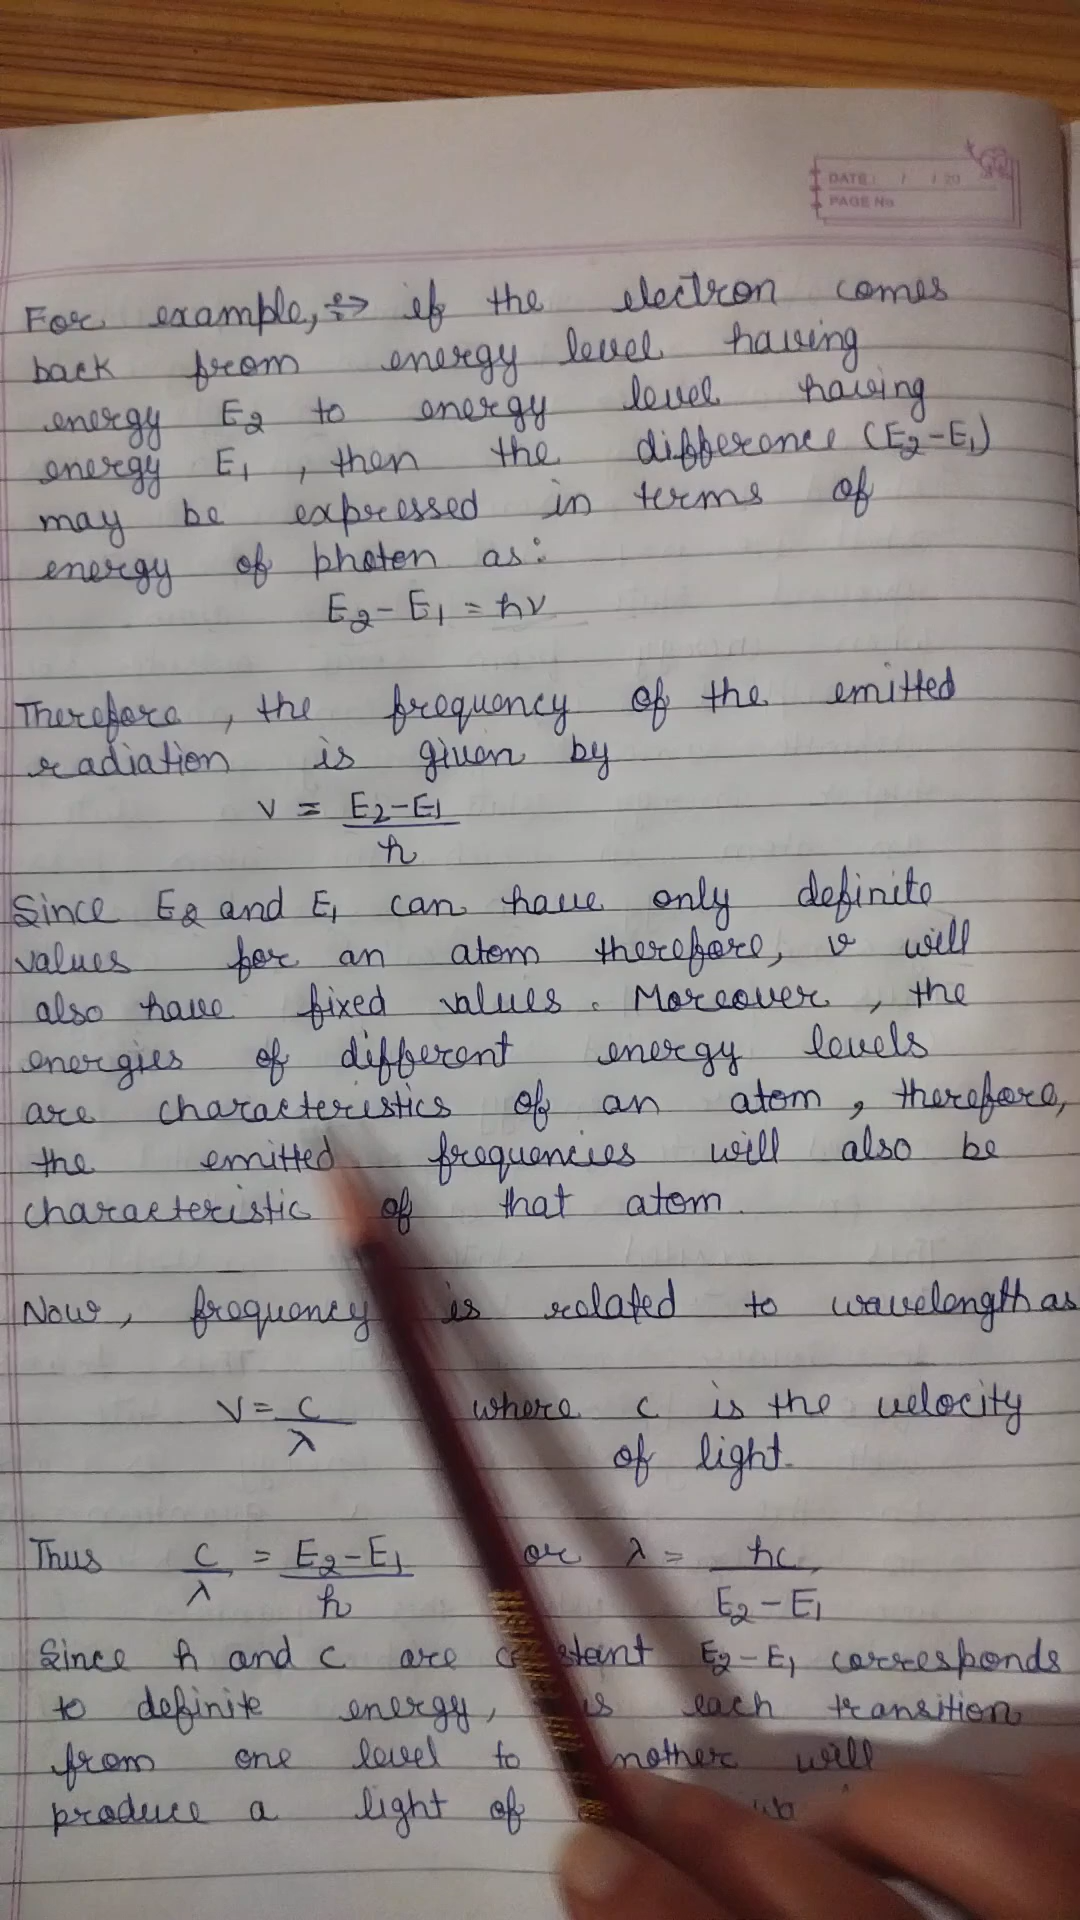 DATE: / / 20
PAGE No
For example, ÷> if the electron comes
back from energy level having
energy E₂ to energy level having
energy E₁, then the difference (E₂-E₁)
may be expressed in terms of
energy of photon as:
E₂-E₁ = hν
Therefore, the frequency of the emitted
radiation is given by
ν = E₂-E₁
h
Since E₂ and E₁ can have only definite
values for an atom therefore, ν will
also have fixed values. Moreover, the
energies of different energy levels
are characteristics of an atom, therefore,
the emitted frequencies will also be
characteristic of that atom.
Now, frequency is related to wavelength as
ν = c where c is the velocity
λ of light.
Thus c = E₂-E₁ or λ = hc
λ h E₂-E₁
Since h and c are E₂-E₁ corresponds
to definite energy, each transition
from one level to will
produce a light of